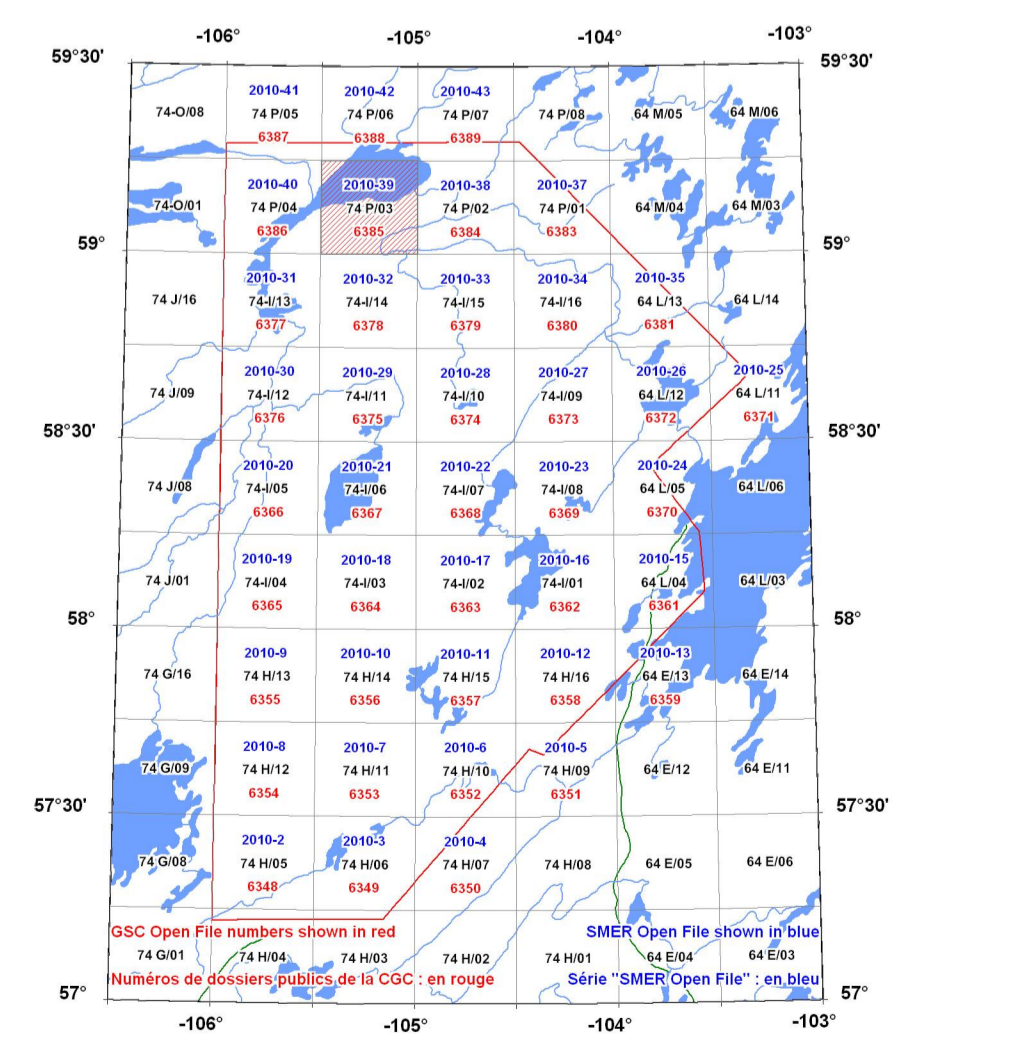 -106° -105° -104° -103°
59°30' 59°30'
2010-41 2010-42 2010-43
74-O/08 74 P/05 74 P/06 74 P/07 74 P/08 64 M/05 64 M/06
6387 6388 6389
2010-40 2010-39 2010-38 2010-37
74-O/01 74 P/04 74 P/03 74 P/02 74 P/01 64 M/04 64 M/03
6386 6385 6384 6383
59° 59°
2010-31 2010-32 2010-33 2010-34 2010-35
74 J/16 74-I/13 74-I/14 74-I/15 74-I/16 64 L/13 64 L/14
6377 6378 6379 6380 6381
2010-30 2010-29 2010-28 2010-27 2010-26 2010-25
74 J/09 74-I/12 74-I/11 74-I/10 74-I/09 64 L/12 64 L/11
6376 6375 6374 6373 6372 6371
58°30' 58°30'
2010-20 2010-21 2010-22 2010-23 2010-24
74 J/08 74-I/05 74-I/06 74-I/07 74-I/08 64 L/05 64 L/06
6366 6367 6368 6369 6370
2010-19 2010-18 2010-17 2010-16 2010-15
74 J/01 74-I/04 74-I/03 74-I/02 74-I/01 64 L/04 64 L/03
6365 6364 6363 6362 6361
58° 58°
2010-9 2010-10 2010-11 2010-12 2010-13
74 G/16 74 H/13 74 H/14 74 H/15 74 H/16 64 E/13 64 E/14
6355 6356 6357 6358 6359
2010-8 2010-7 2010-6 2010-5
74 G/09 74 H/12 74 H/11 74 H/10 74 H/09 64 E/12 64 E/11
6354 6353 6352 6351
57°30' 57°30'
2010-2 2010-3 2010-4
74 G/08 74 H/05 74 H/06 74 H/07 74 H/08 64 E/05 64 E/06
6348 6349 6350
GSC Open File numbers shown in red SMER Open File shown in blue
74 G/01 74 H/04 74 H/03 74 H/02 74 H/01 64 E/04 64 E/03
Numéros de dossiers publics de la CGC : en rouge Série "SMER Open File" : en bleu
57° 57°
-106° -105° -104° -103°